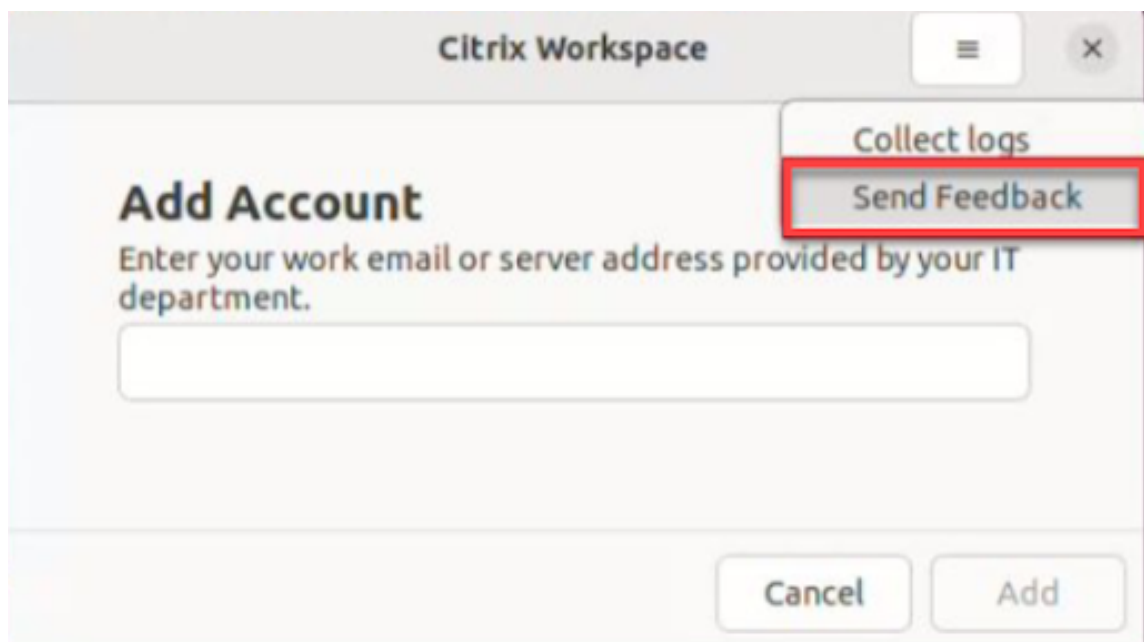 Citrix Workspace
Collect logs
Send Feedback
Add Account
Enter your work email or server address provided by your IT
department.
Cancel
Add